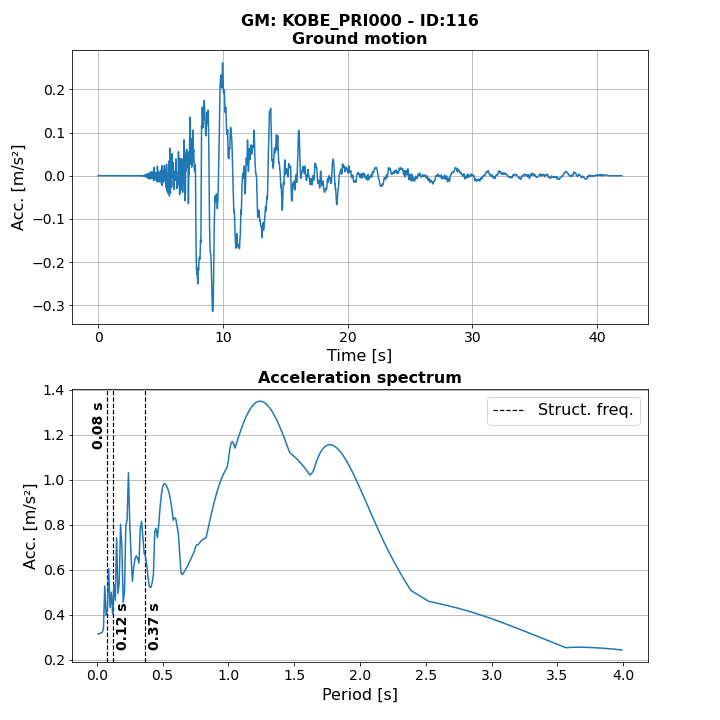 GM: KOBE_PRI000 - ID:116
Ground motion
0.2
0.1
0.0
−0.1
−0.2
−0.3
Acc. [m/s²]
0 10 20 30 40
Time [s]
Acceleration spectrum
1.4
1.2
1.0
0.8
0.6
0.4
0.2
Acc. [m/s²]
0.08 s
0.12 s
0.37 s
Struct. freq.
0.0 0.5 1.0 1.5 2.0 2.5 3.0 3.5 4.0
Period [s]